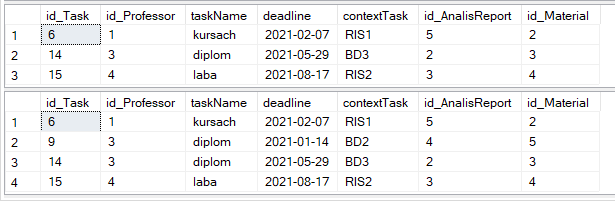 id_Task id_Professor taskName deadline contextTask id_AnalisReport id_Material
1 6 1 kursach 2021-02-07 RIS1 5 2
2 14 3 diplom 2021-05-29 BD3 2 3
3 15 4 laba 2021-08-17 RIS2 3 4
id_Task id_Professor taskName deadline contextTask id_AnalisReport id_Material
1 6 1 kursach 2021-02-07 RIS1 5 2
2 9 3 diplom 2021-01-14 BD2 4 5
3 14 3 diplom 2021-05-29 BD3 2 3
4 15 4 laba 2021-08-17 RIS2 3 4